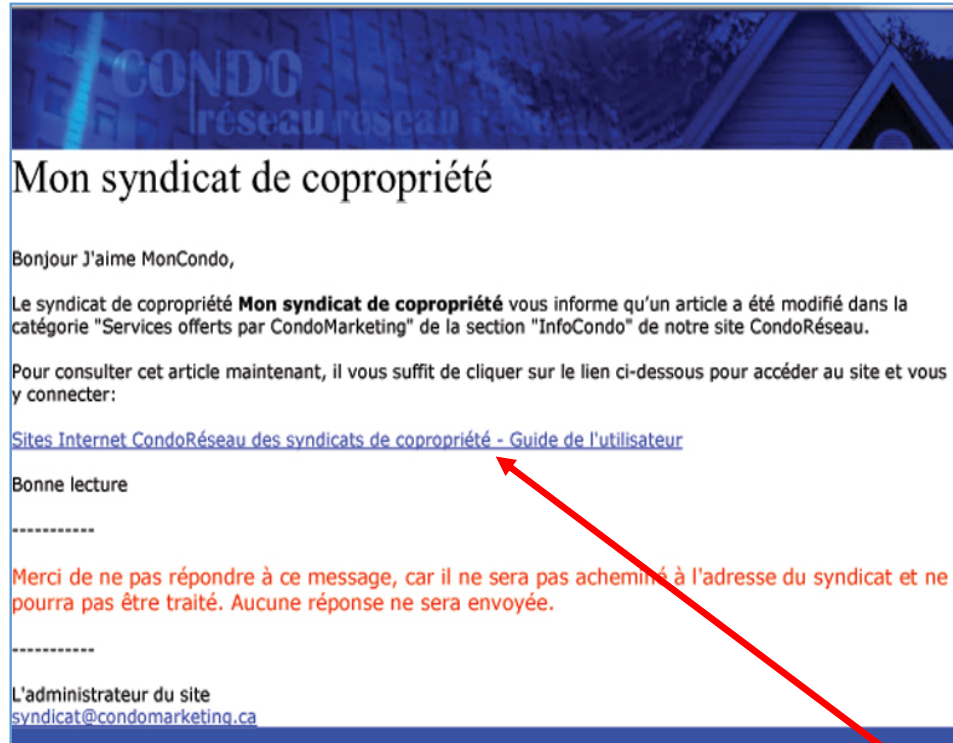 CONDO
réseau réseau réseau
Mon syndicat de copropriété
Bonjour J'aime MonCondo,
Le syndicat de copropriété Mon syndicat de copropriété vous informe qu'un article a été modifié dans la
catégorie "Services offerts par CondoMarketing" de la section "InfoCondo" de notre site CondoRéseau.
Pour consulter cet article maintenant, il vous suffit de cliquer sur le lien ci-dessous pour accéder au site et vous
y connecter:
Sites Internet CondoRéseau des syndicats de copropriété - Guide de l'utilisateur
Bonne lecture
-----------
Merci de ne pas répondre à ce message, car il ne sera pas acheminé à l'adresse du syndicat et ne
pourra pas être traité. Aucune réponse ne sera envoyée.
-----------
L'administrateur du site
syndicat@condomarketing.ca